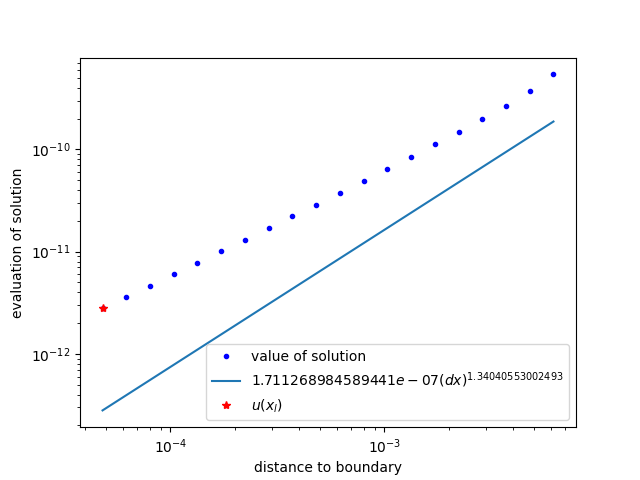 10⁻¹⁰
10⁻¹¹
10⁻¹²
evaluation of solution
value of solution
1.711268984589441e − 07(dx)^1.34040553002493
u(x_l)
10⁻⁴
10⁻³
distance to boundary